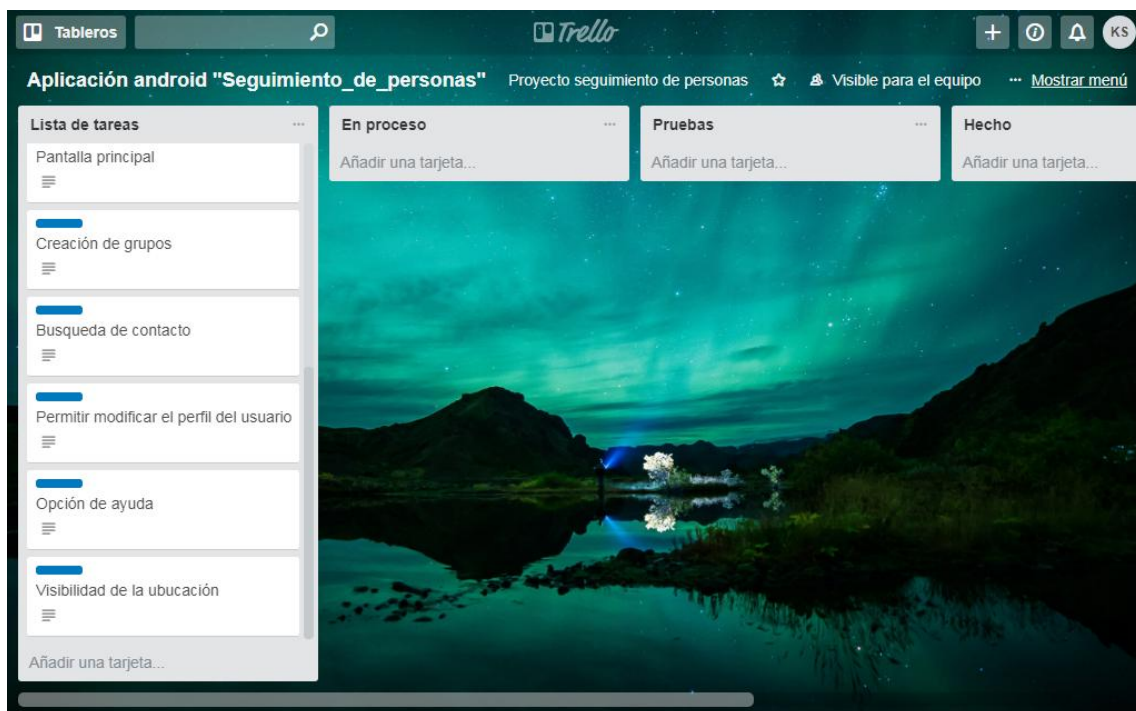 Tableros
Trello
KS
Aplicación android "Seguimiento_de_personas"
Proyecto seguimiento de personas
Visible para el equipo
··· Mostrar menú
Lista de tareas
Pantalla principal
Creación de grupos
Busqueda de contacto
Permitir modificar el perfil del usuario
Opción de ayuda
Visibilidad de la ubucación
Añadir una tarjeta...
En proceso
Añadir una tarjeta...
Pruebas
Añadir una tarjeta...
Hecho
Añadir una tarjeta...